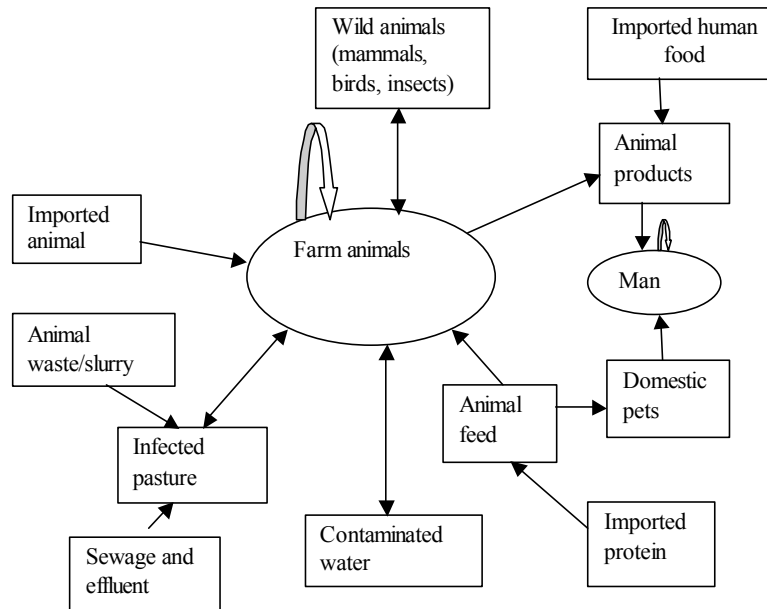 Wild animals
(mammals,
birds, insects)
Imported human
food
Animal
products
Imported
animal
Farm animals
Man
Animal
waste/slurry
Animal
feed
Domestic
pets
Infected
pasture
Contaminated
water
Imported
protein
Sewage and
effluent